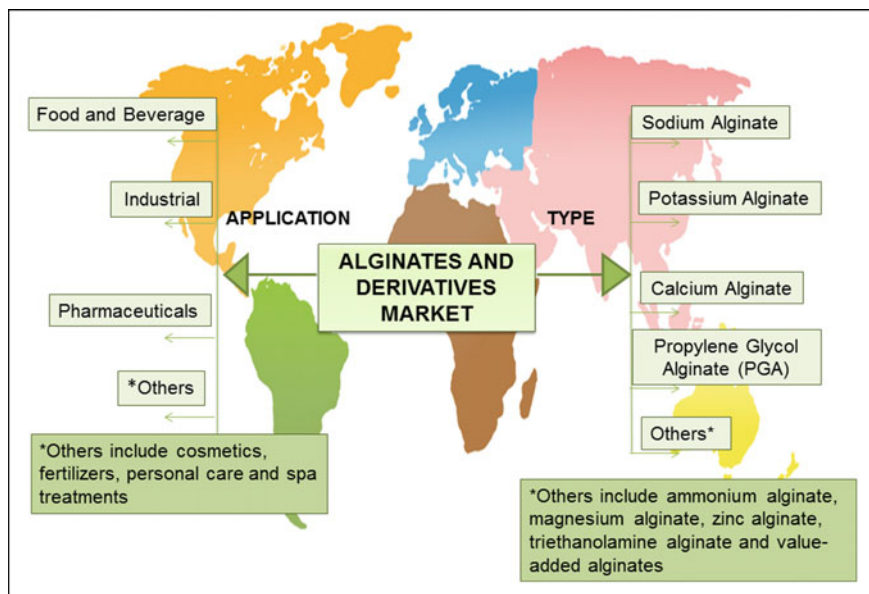 Food and Beverage
Industrial
APPLICATION
Pharmaceuticals
*Others
*Others include cosmetics,
fertilizers, personal care and spa
treatments
ALGINATES AND
DERIVATIVES
MARKET
TYPE
Sodium Alginate
Potassium Alginate
Calcium Alginate
Propylene Glycol
Alginate (PGA)
Others*
*Others include ammonium alginate,
magnesium alginate, zinc alginate,
triethanolamine alginate and value-
added alginates